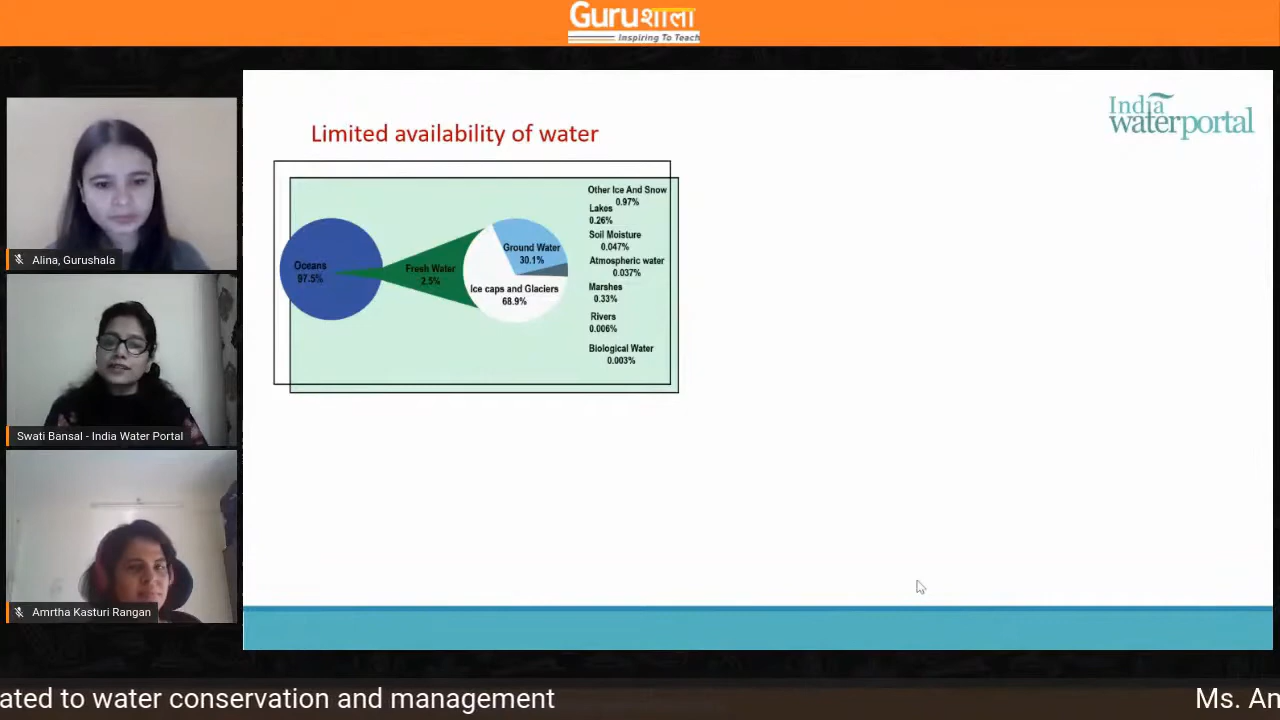 Guruशाला
Inspiring To Teach
India
waterportal
Limited availability of water
Oceans
97.5%
Fresh Water
2.5%
Ground Water
30.1%
Ice caps and Glaciers
68.9%
Other Ice And Snow
0.97%
Lakes
0.26%
Soil Moisture
0.047%
Atmospheric water
0.037%
Marshes
0.33%
Rivers
0.006%
Biological Water
0.003%
Alina, Gurushala
Swati Bansal - India Water Portal
Amrtha Kasturi Rangan
ated to water conservation and management
Ms. An